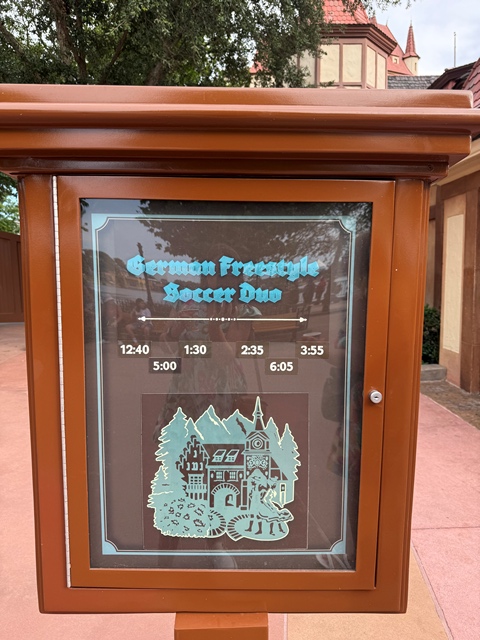 German Freestyle
Soccer Duo
12:40 1:30 2:35 3:55
5:00 6:05